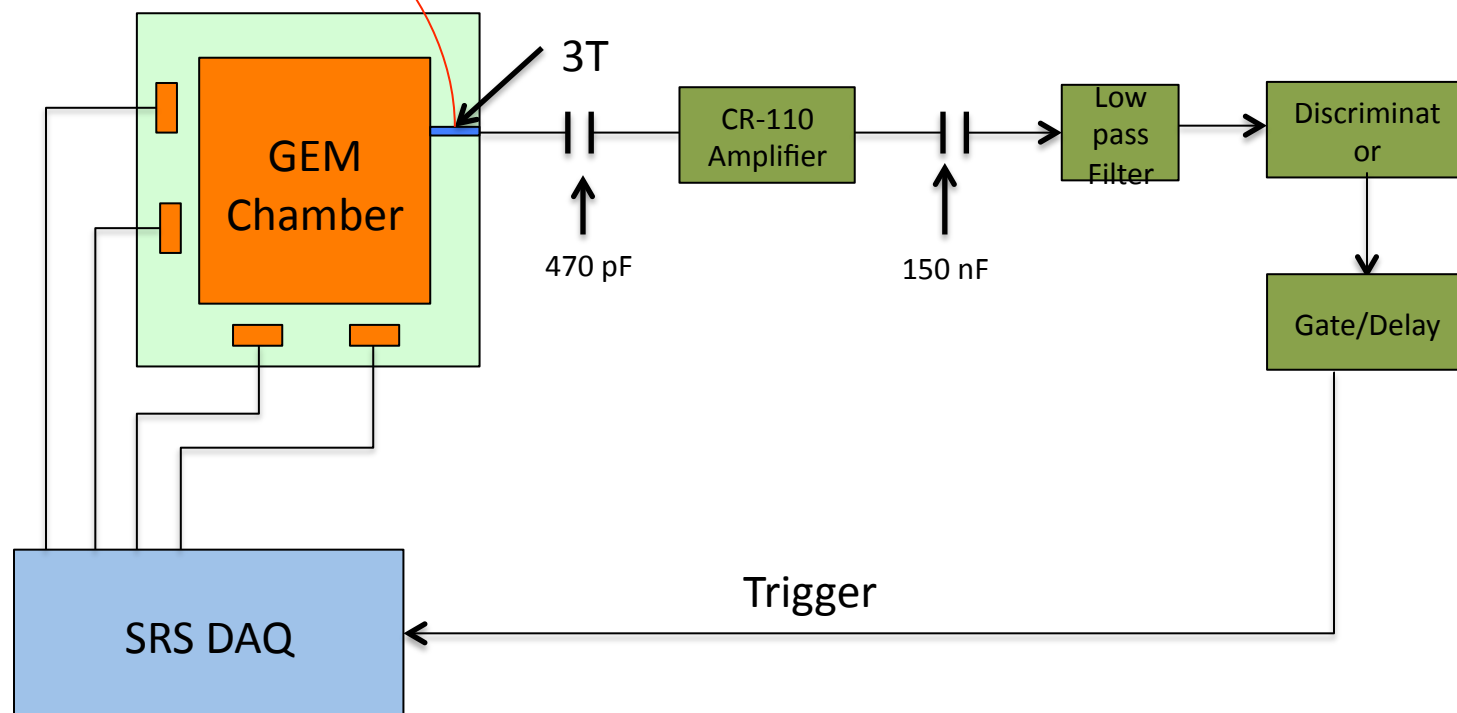 3T
GEM
Chamber
470 pF
CR-110
Amplifier
150 nF
Low
pass
Filter
Discriminat
or
Gate/Delay
Trigger
SRS DAQ